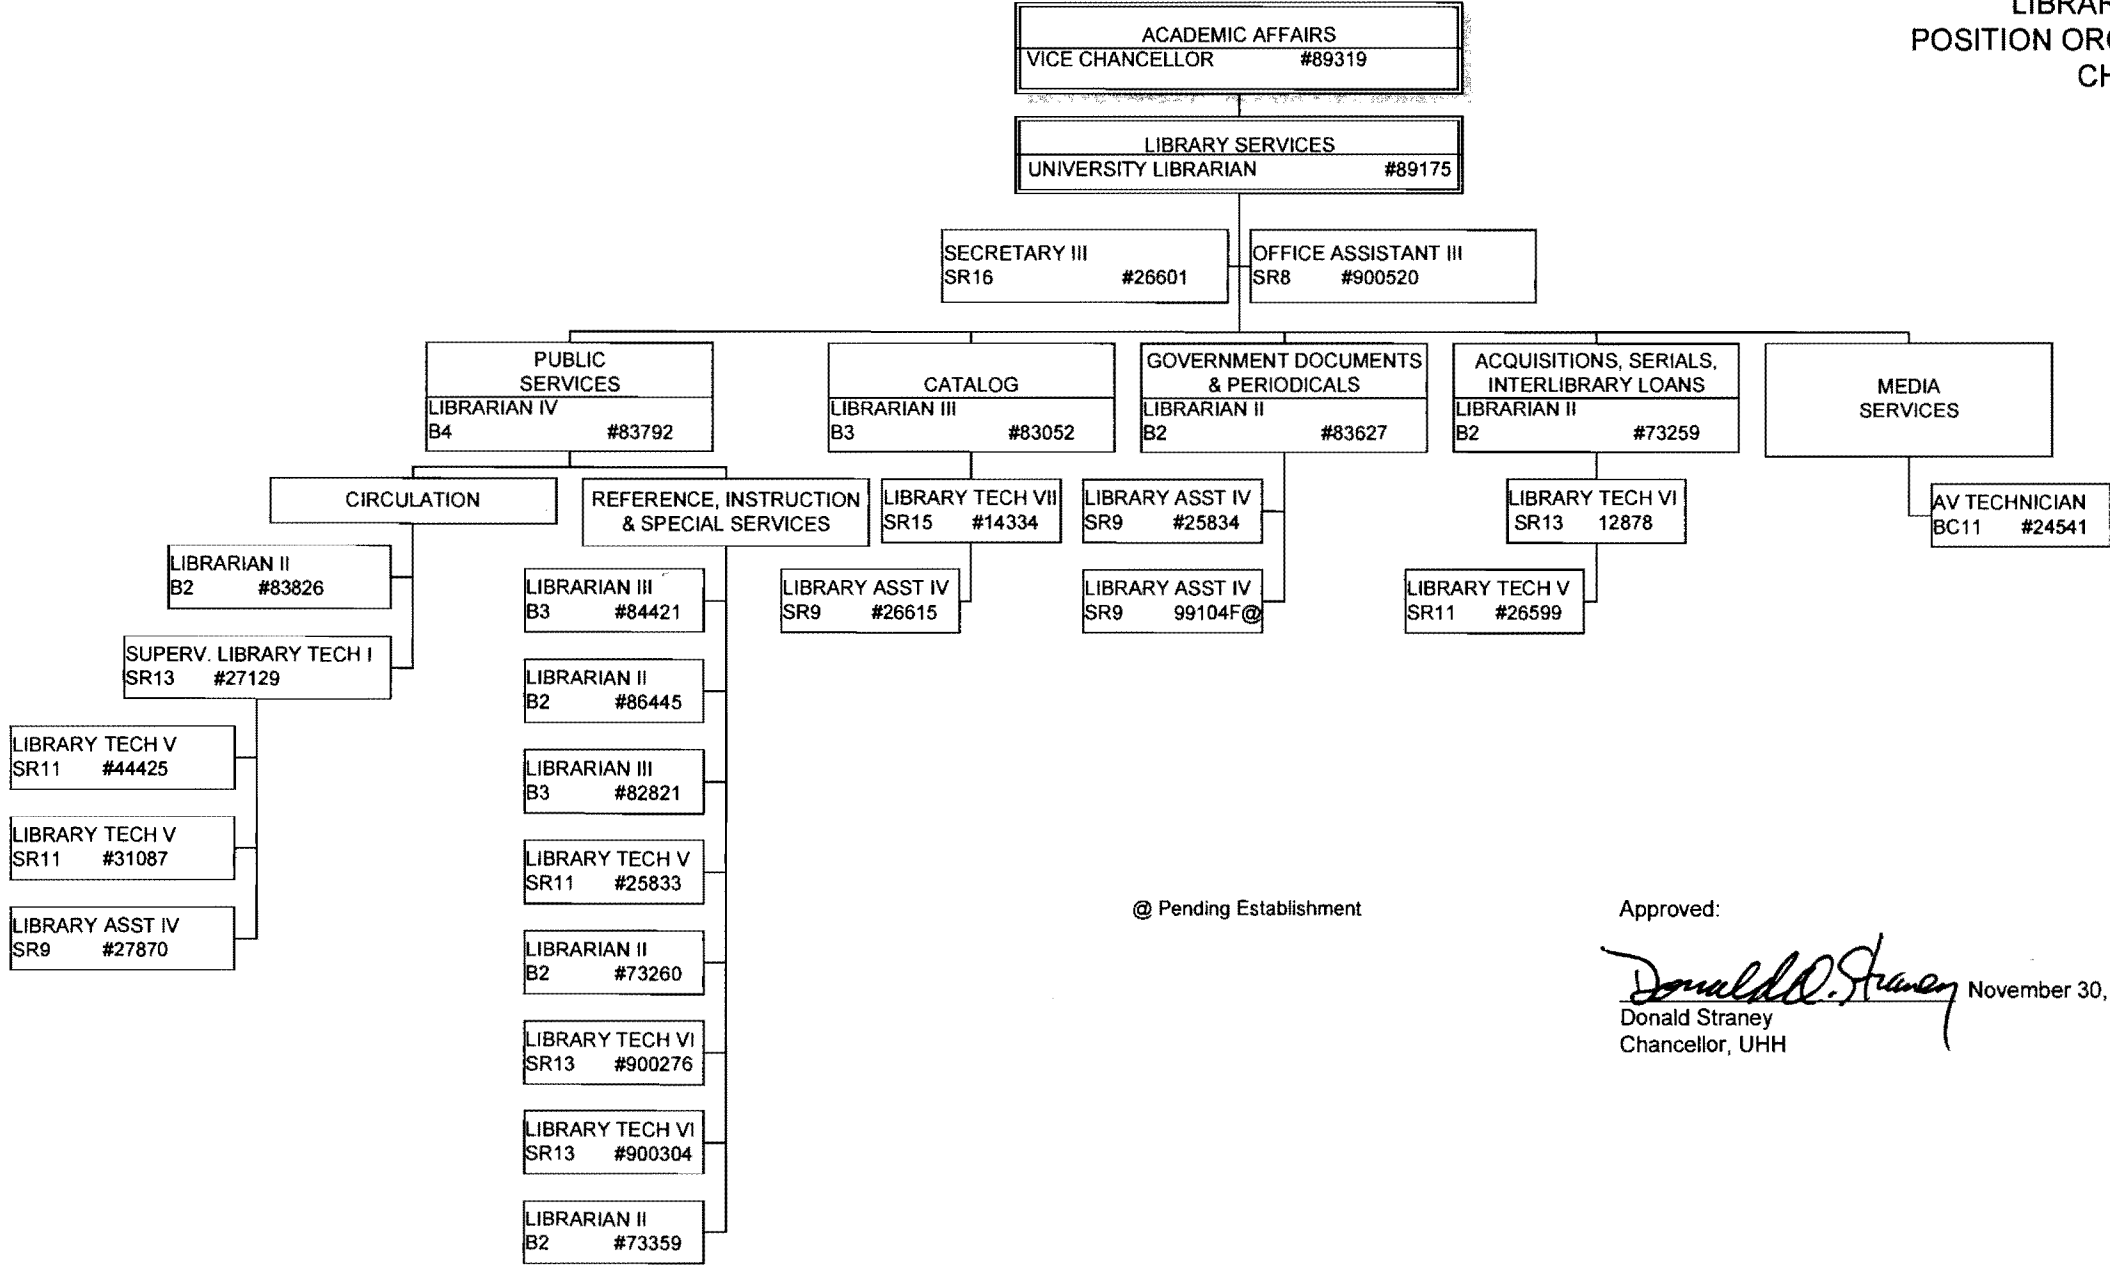 LIBRAR
POSITION ORG
CH
ACADEMIC AFFAIRS
VICE CHANCELLOR #89319
LIBRARY SERVICES
UNIVERSITY LIBRARIAN #89175
SECRETARY III
SR16 #26601
OFFICE ASSISTANT III
SR8 #900520
PUBLIC
SERVICES
LIBRARIAN IV
B4 #83792
CATALOG
LIBRARIAN III
B3 #83052
GOVERNMENT DOCUMENTS
& PERIODICALS
LIBRARIAN II
B2 #83627
ACQUISITIONS, SERIALS,
INTERLIBRARY LOANS
LIBRARIAN II
B2 #73259
MEDIA
SERVICES
CIRCULATION
LIBRARIAN II
B2 #83826
SUPERV. LIBRARY TECH I
SR13 #27129
LIBRARY TECH V
SR11 #44425
LIBRARY TECH V
SR11 #31087
LIBRARY ASST IV
SR9 #27870
REFERENCE, INSTRUCTION
& SPECIAL SERVICES
LIBRARIAN III
B3 #84421
LIBRARIAN II
B2 #86445
LIBRARIAN III
B3 #82821
LIBRARY TECH V
SR11 #25833
LIBRARIAN II
B2 #73260
LIBRARY TECH VI
SR13 #900276
LIBRARY TECH VI
SR13 #900304
LIBRARIAN II
B2 #73359
LIBRARY TECH VII
SR15 #14334
LIBRARY ASST IV
SR9 #26615
LIBRARY ASST IV
SR9 #25834
LIBRARY ASST IV
SR9 99104F@
LIBRARY TECH VI
SR13 12878
LIBRARY TECH V
SR11 #26599
AV TECHNICIAN
BC11 #24541
@ Pending Establishment
Approved:
Donald O. Straney November 30,
Donald Straney
Chancellor, UHH